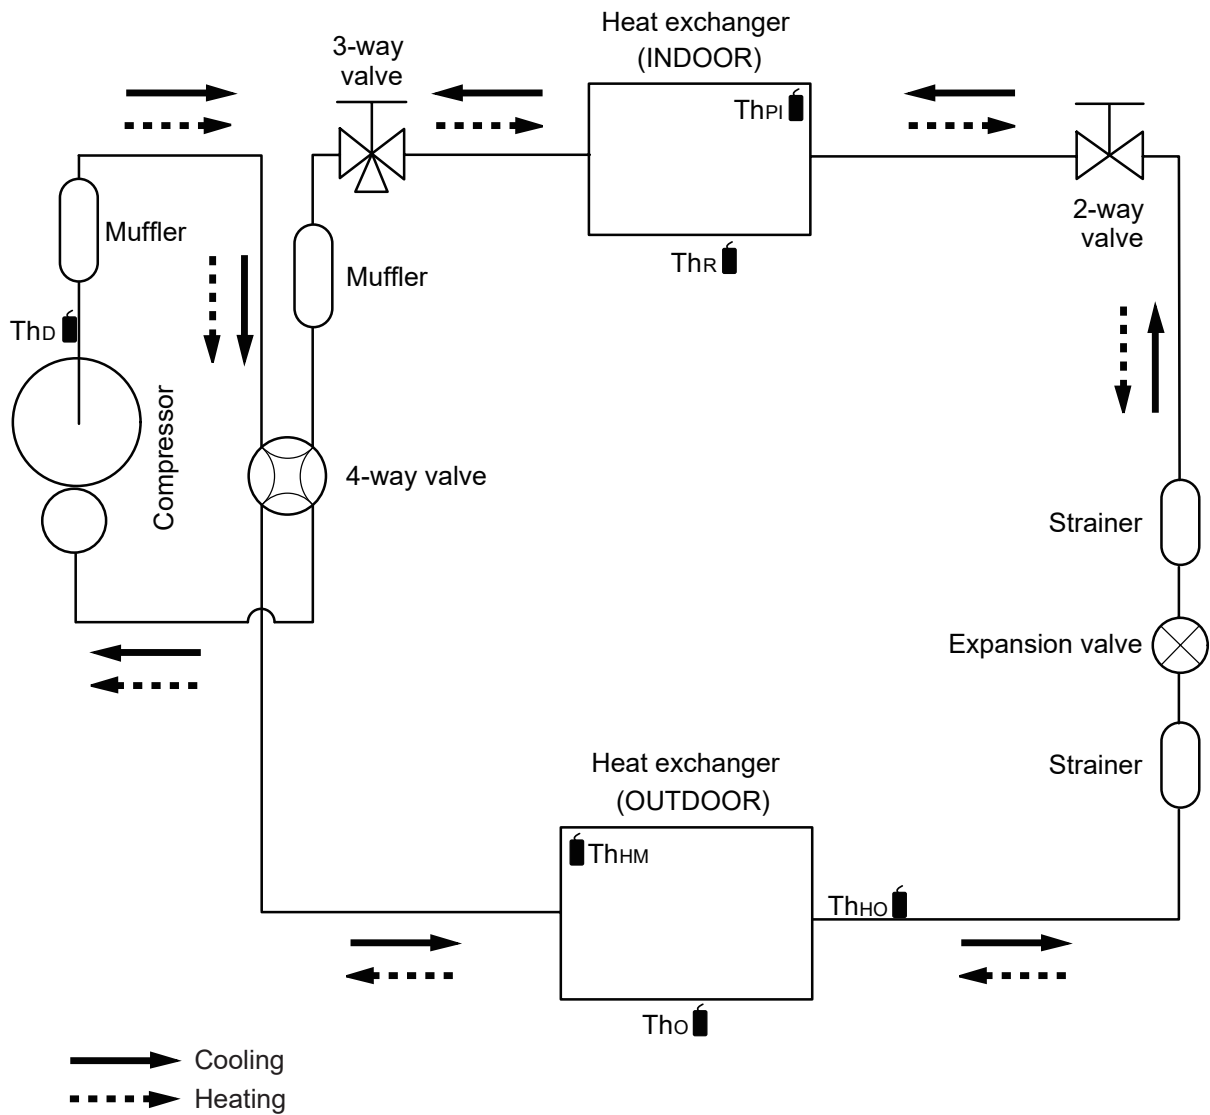 Heat exchanger
(INDOOR)
3-way
valve
ThPI
Muffler
2-way
valve
ThR
Muffler
ThD
Compressor
4-way valve
Strainer
Expansion valve
Heat exchanger
(OUTDOOR)
Strainer
ThHM
ThHO
ThO
Cooling
Heating